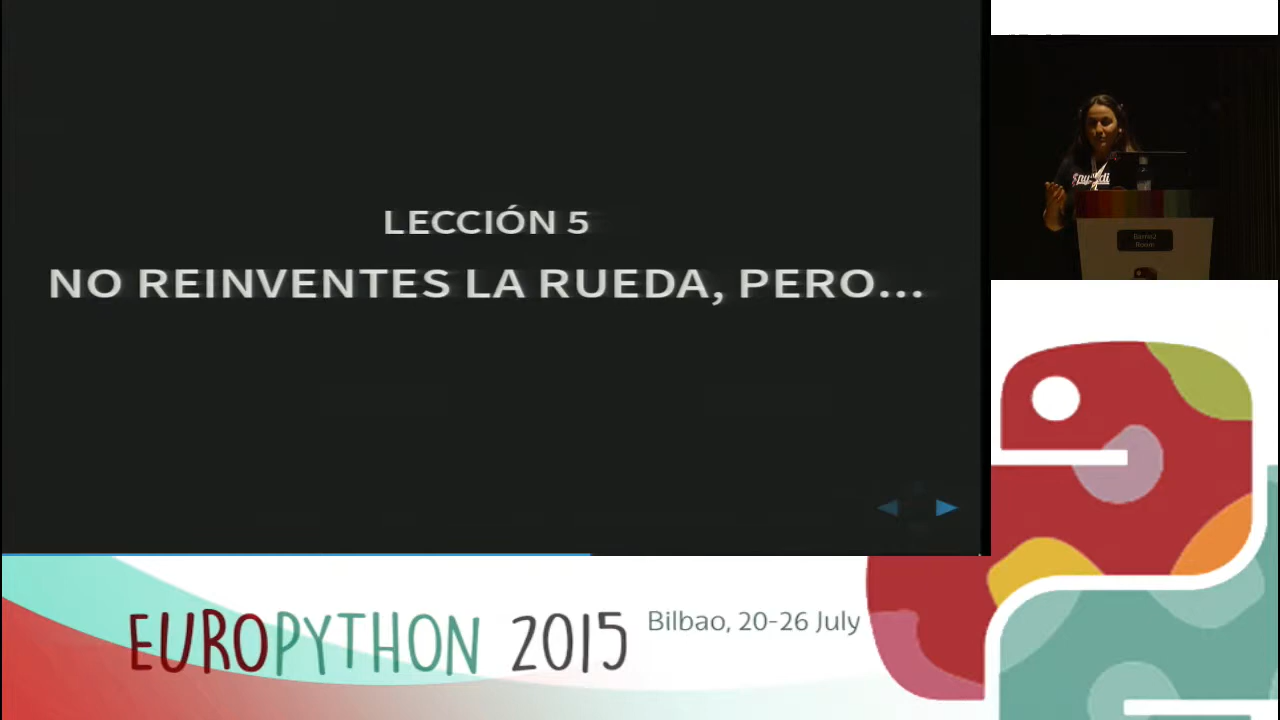 LECCIÓN 5
NO REINVENTES LA RUEDA, PERO...
EUROPYTHON 2015
Bilbao, 20-26 July